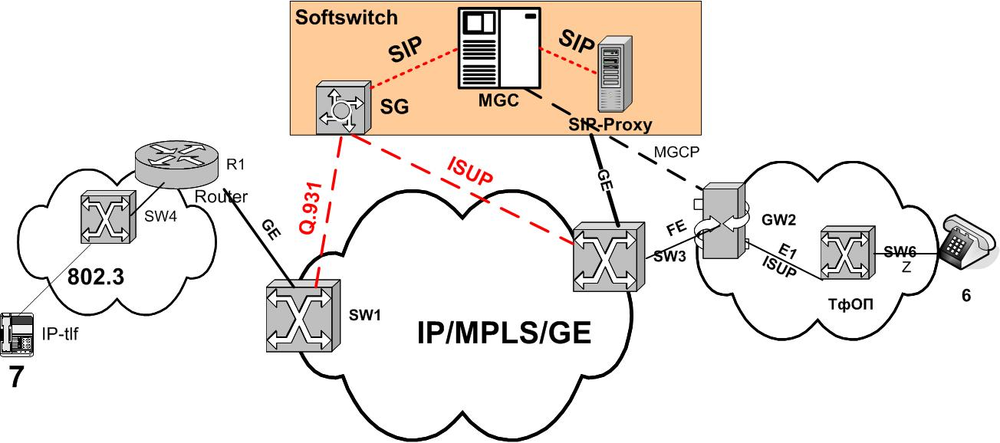 Softswitch
SIP
SIP
MGC
SG
SIP-Proxy
MGCP
R1
Router
SW4
802.3
IP-tlf
7
GE
Q.931
ISUP
GE
SW1
IP/MPLS/GE
SW3
FE
GW2
E1
ISUP
SW6
Z
ТфОП
6